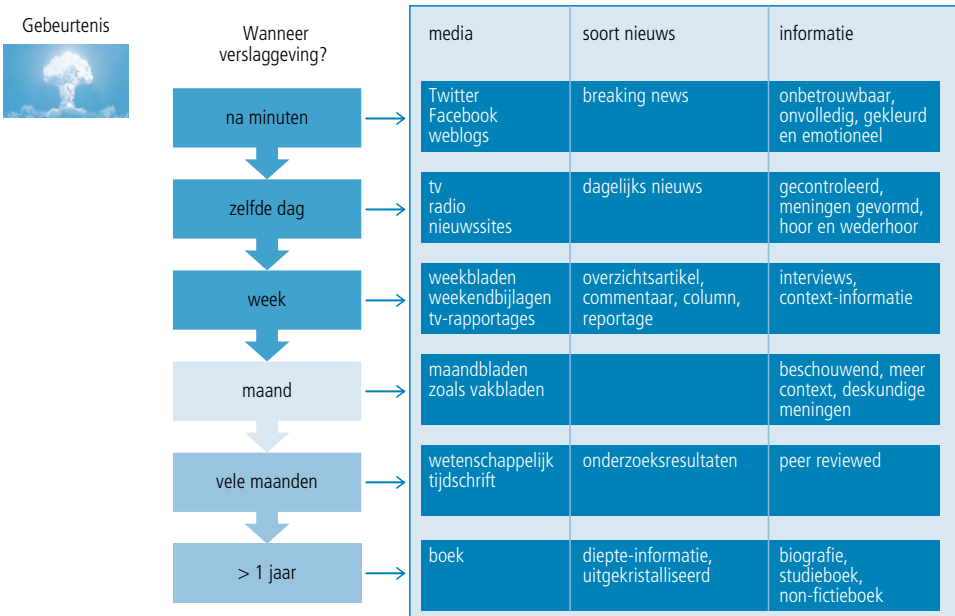 Gebeurtenis
Wanneer
verslaggeving?
media
soort nieuws
informatie
na minuten
Twitter
Facebook
weblogs
breaking news
onbetrouwbaar,
onvolledig, gekleurd
en emotioneel
zelfde dag
tv
radio
nieuwssites
dagelijks nieuws
gecontroleerd,
meningen gevormd,
hoor en wederhoor
week
weekbladen
weekendbijlagen
tv-rapportages
overzichtsartikel,
commentaar, column,
reportage
interviews,
context-informatie
maand
maandbladen
zoals vakbladen
beschouwend, meer
context, deskundige
meningen
vele maanden
wetenschappelijk
tijdschrift
onderzoeksresultaten
peer reviewed
> 1 jaar
boek
diepte-informatie,
uitgekristalliseerd
biografie,
studieboek,
non-fictieboek